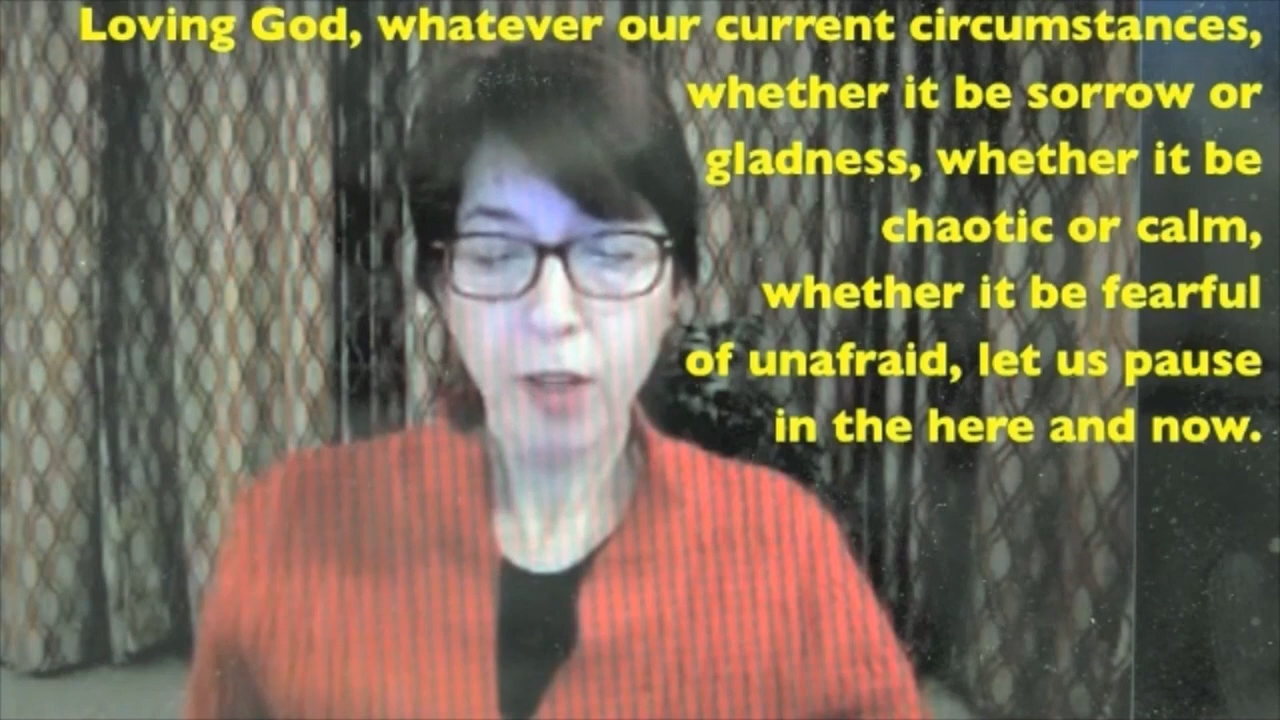 Loving God, whatever our current circumstances,
whether it be sorrow or
gladness, whether it be
chaotic or calm,
whether it be fearful
of unafraid, let us pause
in the here and now.